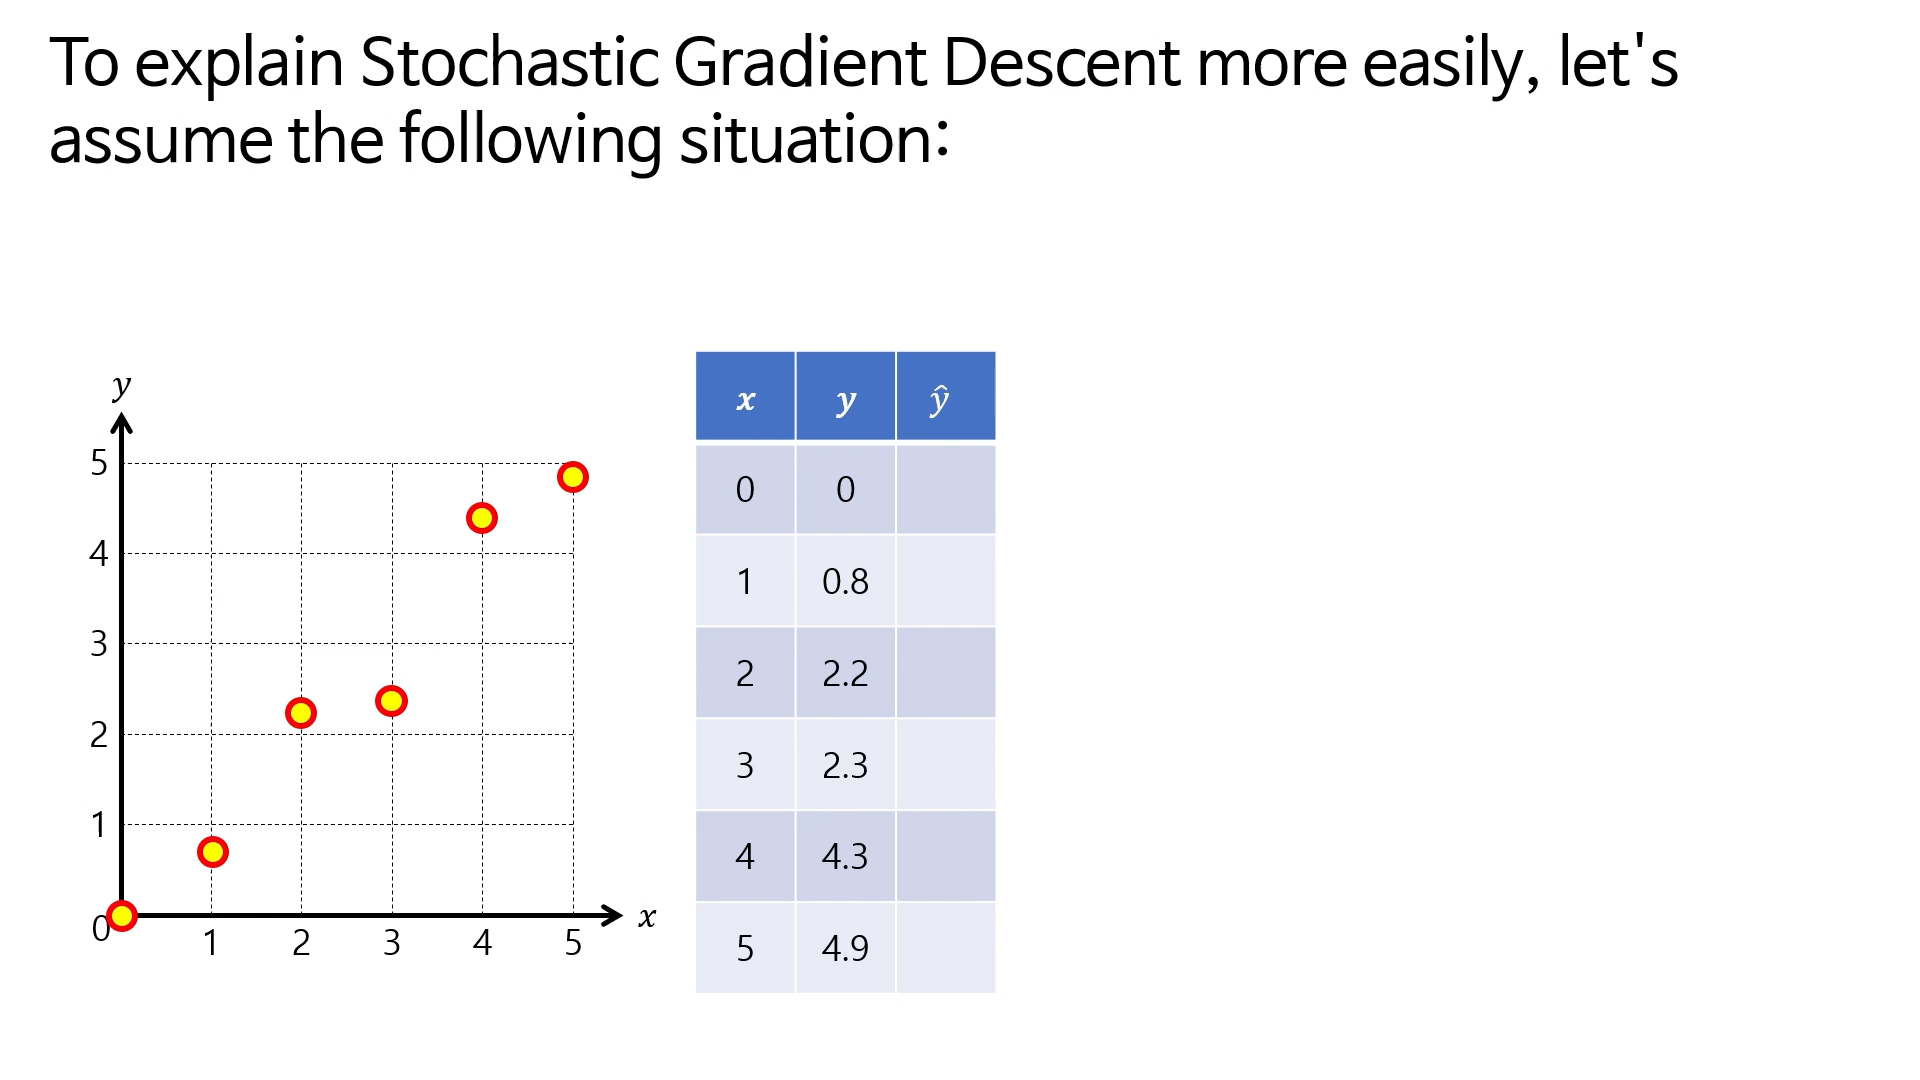 To explain Stochastic Gradient Descent more easily, let's
assume the following situation:
y
5
4
3
2
1
0
1 2 3 4 5
x
x y ŷ
0 0
1 0.8
2 2.2
3 2.3
4 4.3
5 4.9